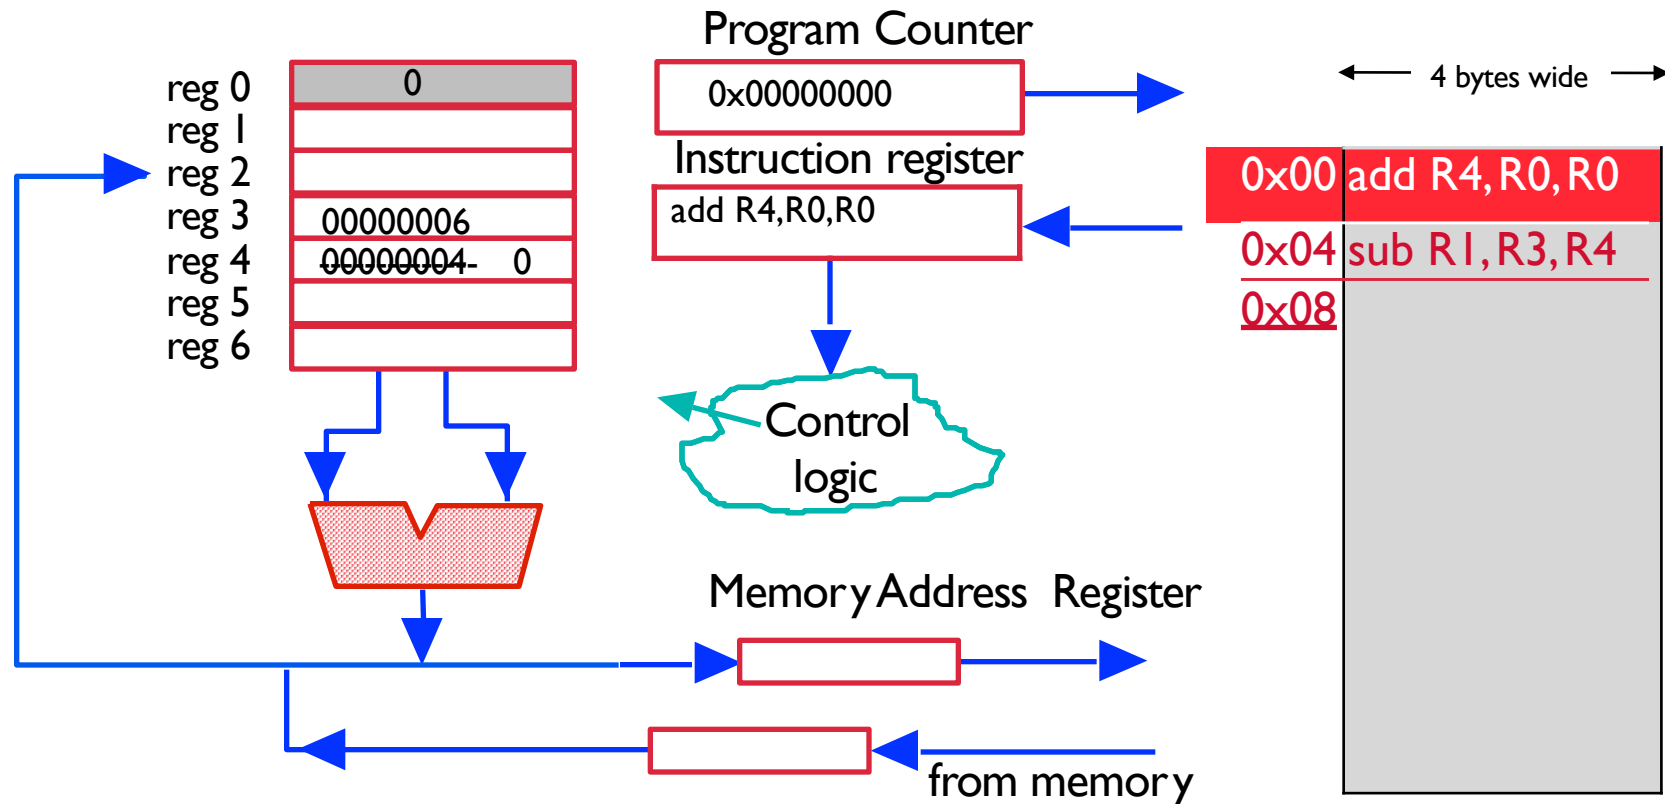 Program Counter
reg 0 0
0x00000000
4 bytes wide
reg 1
Instruction register
reg 2
0x00 add R4,R0,R0
reg 3 00000006
add R4,R0,R0
reg 4 00000004 0
0x04 sub R1,R3,R4
reg 5
0x08
reg 6
Control
logic
Memory Address Register
from memory